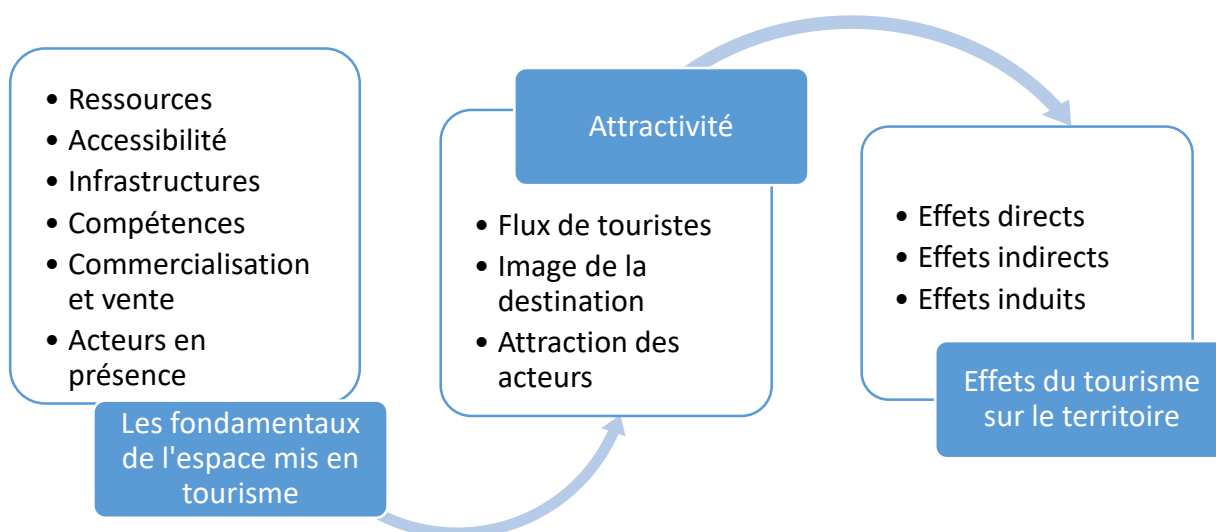 • Ressources
• Accessibilité
• Infrastructures
• Compétences
• Commercialisation
et vente
• Acteurs en
présence
Les fondamentaux
de l'espace mis en
tourisme
Attractivité
• Flux de touristes
• Image de la
destination
• Attraction des
acteurs
• Effets directs
• Effets indirects
• Effets induits
Effets du tourisme
sur le territoire